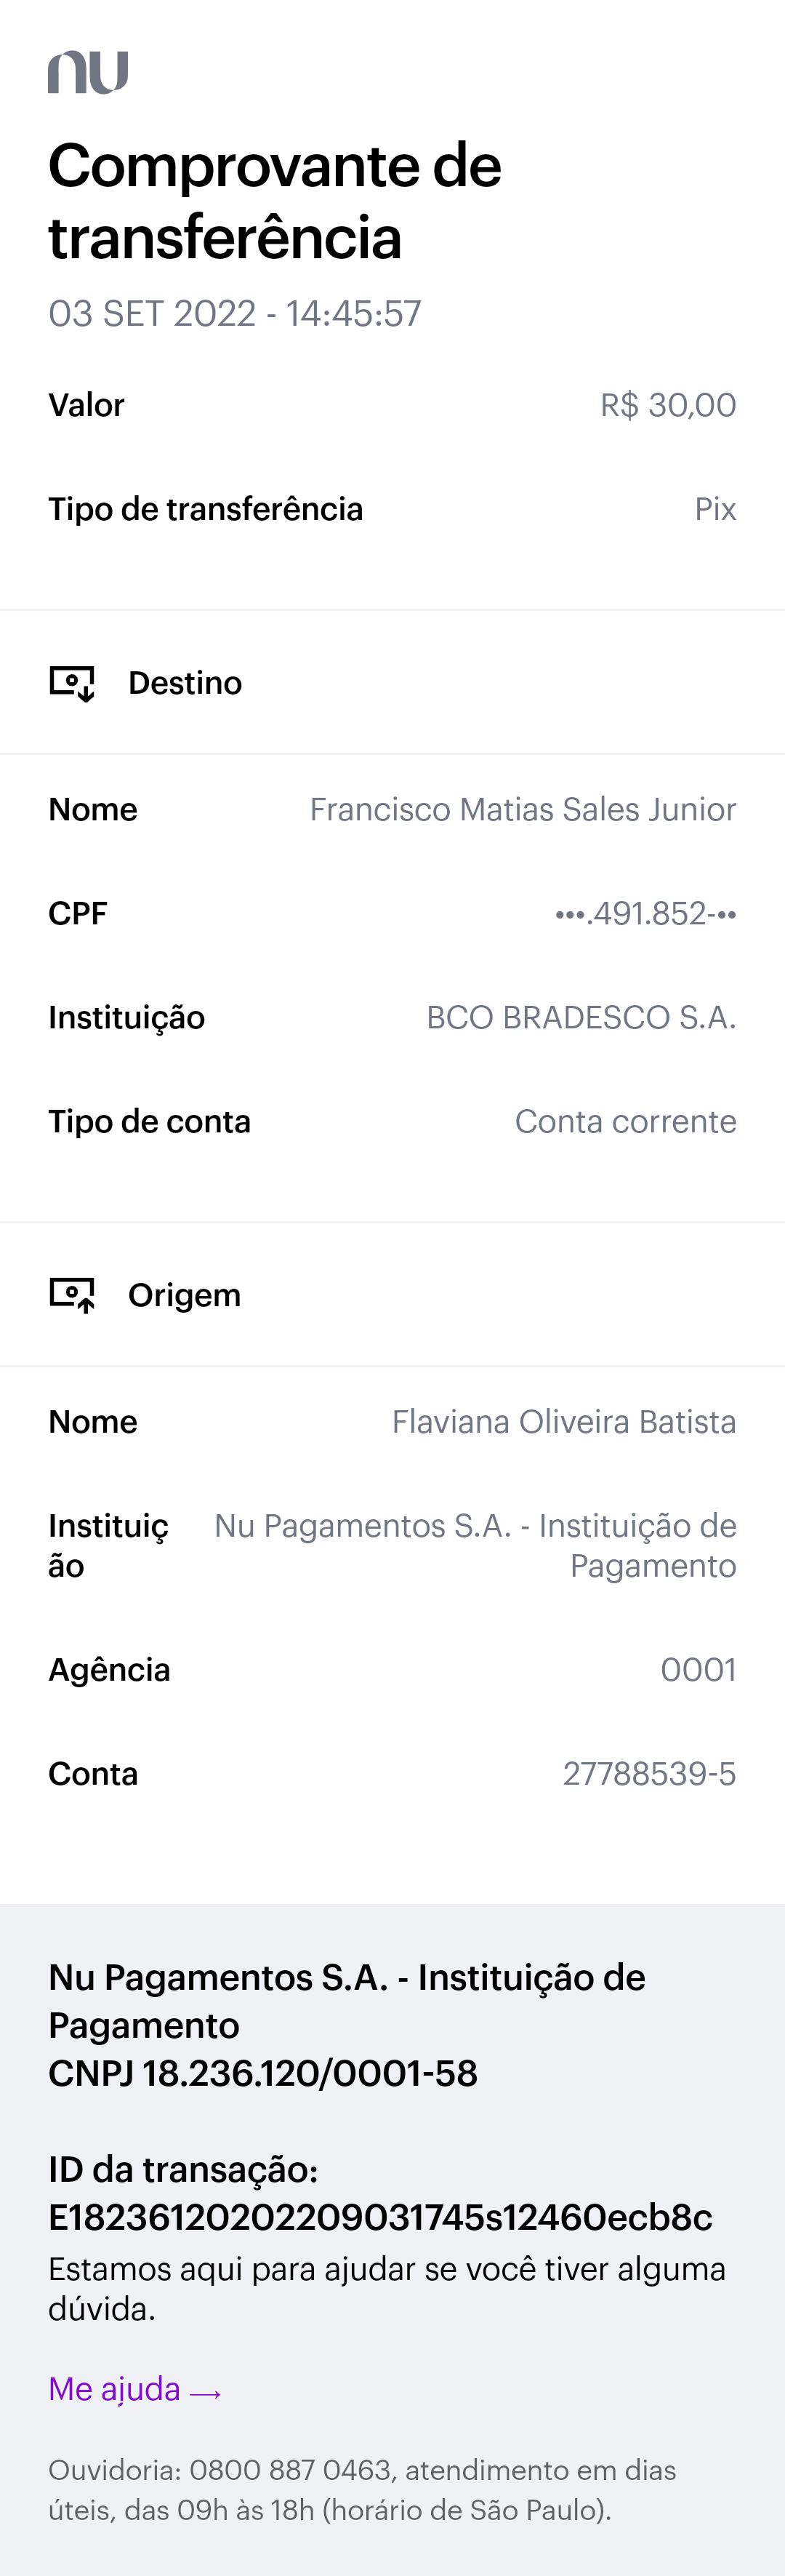 nu
Comprovante de
transferência
03 SET 2022 - 14:45:57
Valor R$ 30,00
Tipo de transferência Pix
Destino
Nome Francisco Matias Sales Junior
CPF •••.491.852-••
Instituição BCO BRADESCO S.A.
Tipo de conta Conta corrente
Origem
Nome Flaviana Oliveira Batista
Instituiç Nu Pagamentos S.A. - Instituição de
ão Pagamento
Agência 0001
Conta 27788539-5
Nu Pagamentos S.A. - Instituição de
Pagamento
CNPJ 18.236.120/0001-58
ID da transação:
E18236120202209031745s12460ecb8c
Estamos aqui para ajudar se você tiver alguma
dúvida.
Me ajuda →
Ouvidoria: 0800 887 0463, atendimento em dias
úteis, das 09h às 18h (horário de São Paulo).